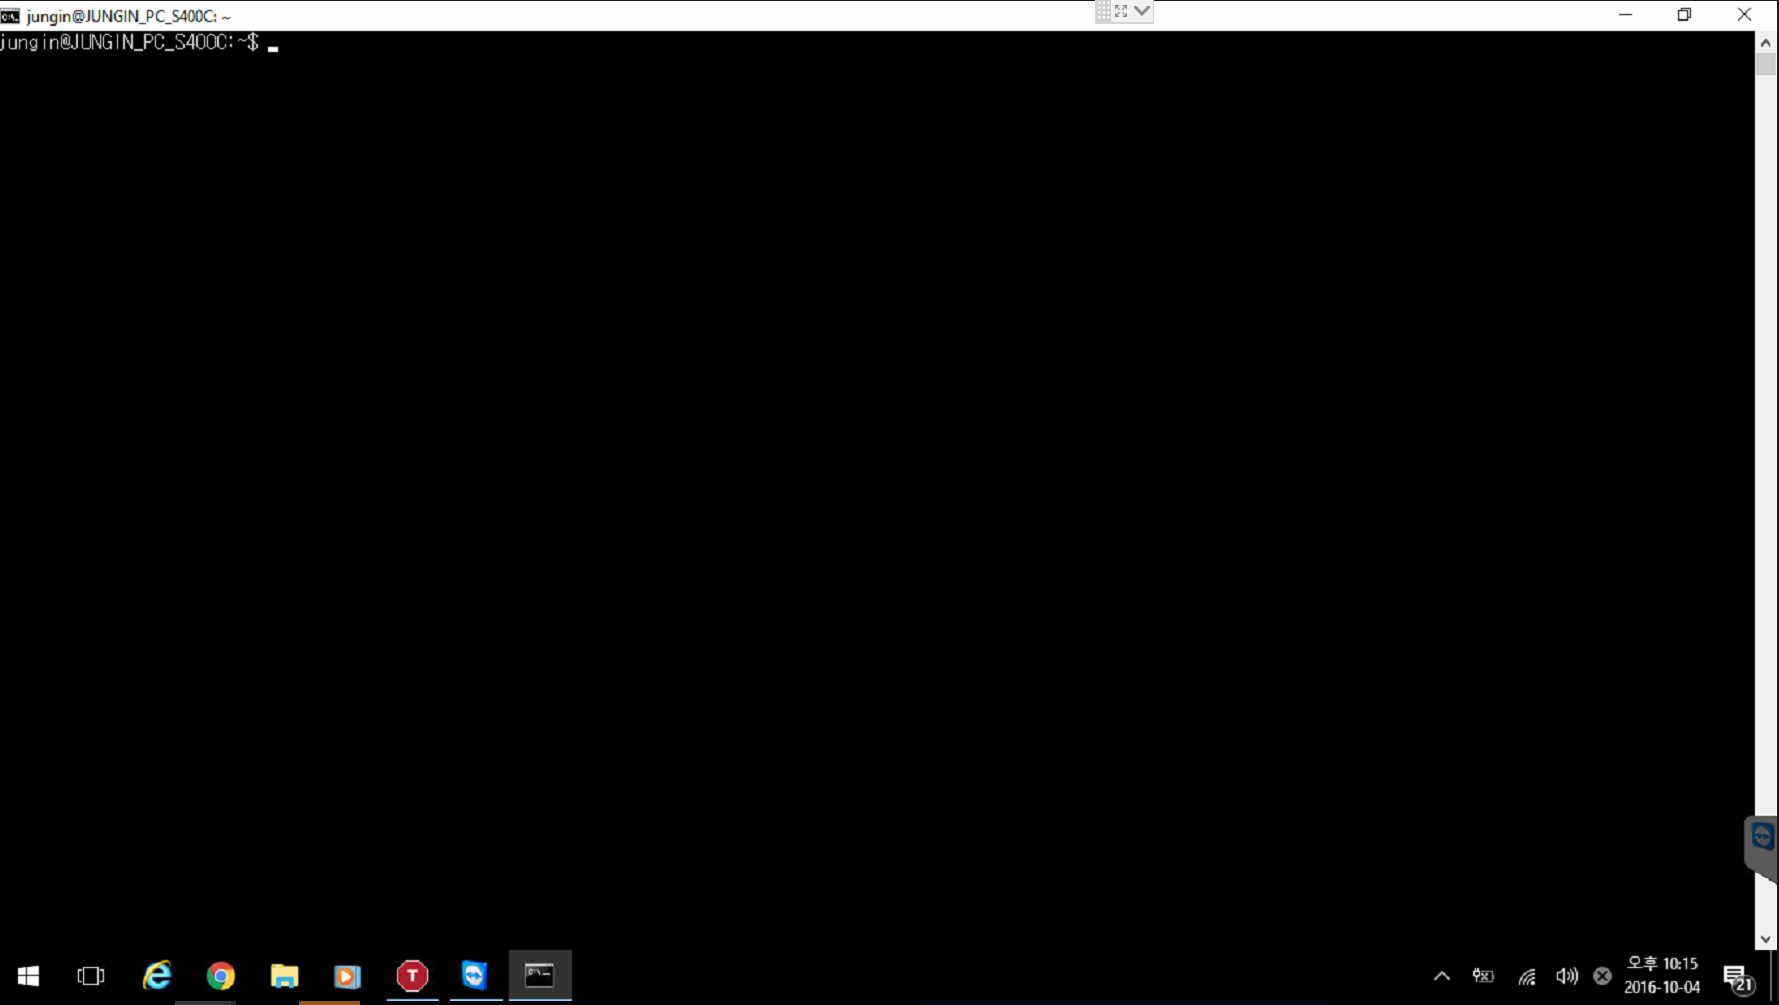 jungin@JUNGIN_PC_S400C: ~
jungin@JUNGIN_PC_S400C:~$
T
오후 10:15
2016-10-04
21